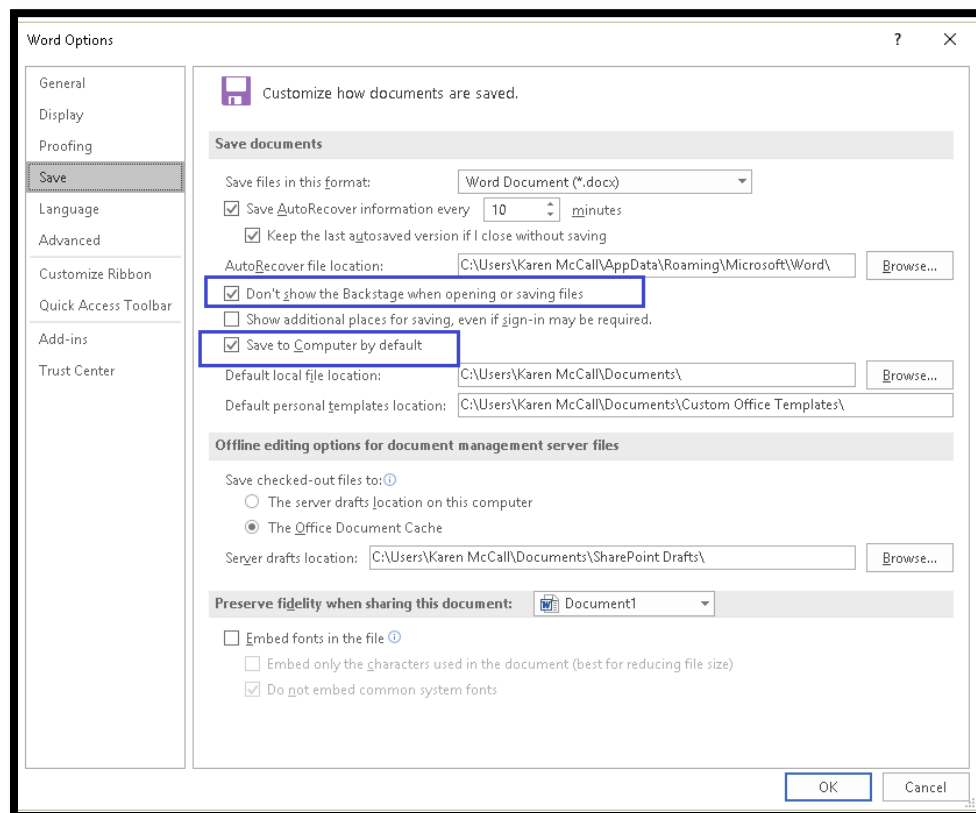 Word Options ?
General
Display
Proofing
Save
Language
Advanced
Customize Ribbon
Quick Access Toolbar
Add-ins
Trust Center
Customize how documents are saved.
Save documents
Save files in this format: Word Document (*.docx)
Save AutoRecover information every 10 minutes
Keep the last autosaved version if I close without saving
AutoRecover file location: C:\Users\Karen McCall\AppData\Roaming\Microsoft\Word\ Browse...
Don't show the Backstage when opening or saving files
Show additional places for saving, even if sign-in may be required.
Save to Computer by default
Default local file location: C:\Users\Karen McCall\Documents\ Browse...
Default personal templates location: C:\Users\Karen McCall\Documents\Custom Office Templates\
Offline editing options for document management server files
Save checked-out files to:
The server drafts location on this computer
The Office Document Cache
Server drafts location: C:\Users\Karen McCall\Documents\SharePoint Drafts\ Browse...
Preserve fidelity when sharing this document: Document1
Embed fonts in the file
Embed only the characters used in the document (best for reducing file size)
Do not embed common system fonts
OK Cancel